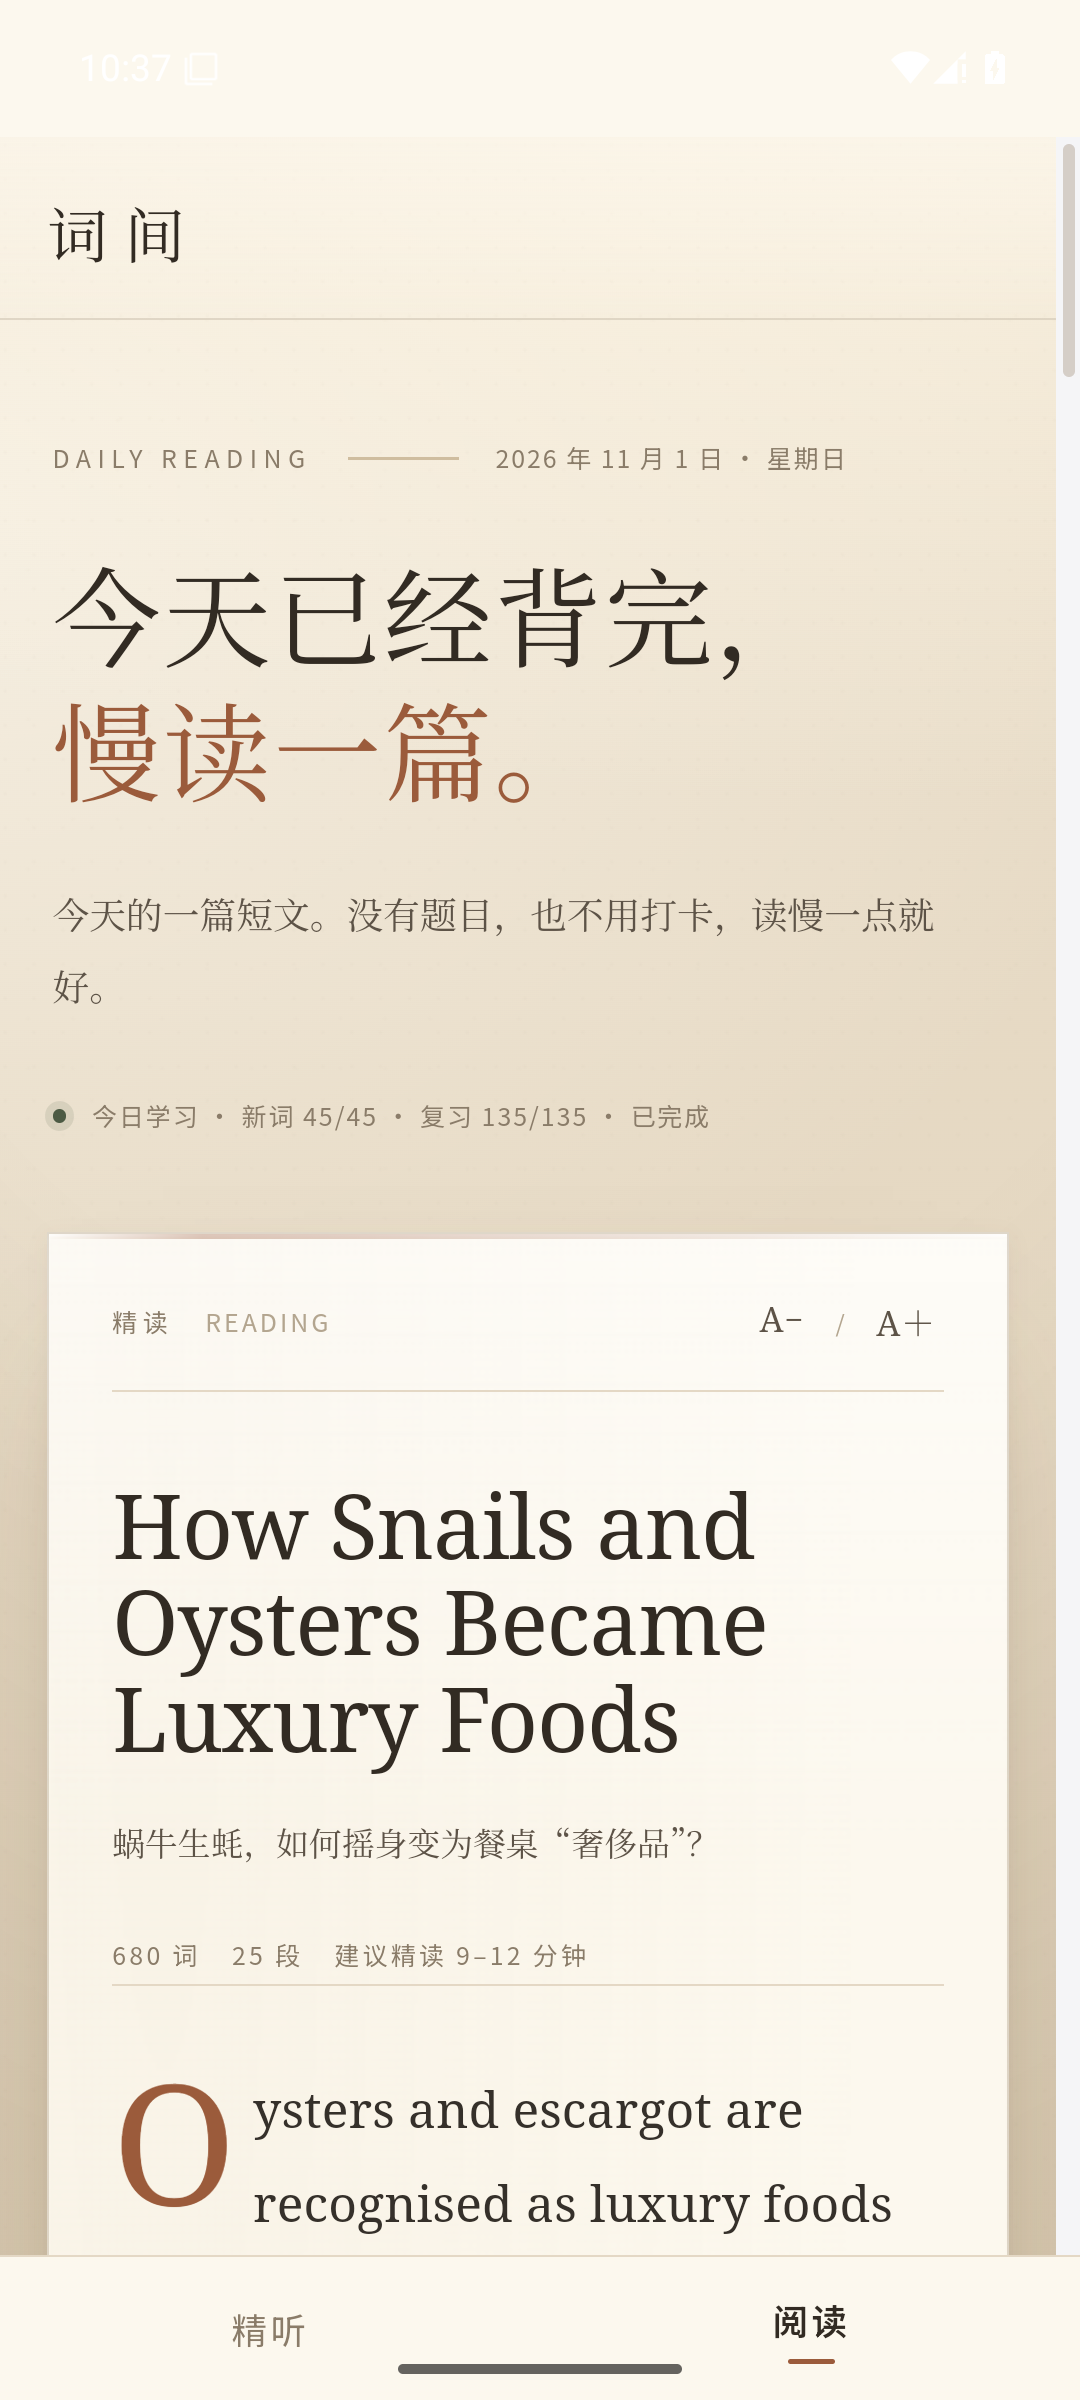 10:37
词间
DAILY READING 2026 年 11 月 1 日 · 星期日
今天已经背完，
慢读一篇。
今天的一篇短文。没有题目，也不用打卡，读慢一点就
好。
今日学习 · 新词 45/45 · 复习 135/135 · 已完成
精读 READING A− / A＋
How Snails and
Oysters Became
Luxury Foods
蜗牛生蚝，如何摇身变为餐桌“奢侈品”？
680 词 25 段 建议精读 9–12 分钟
Oysters and escargot are
recognised as luxury foods
精听 阅读